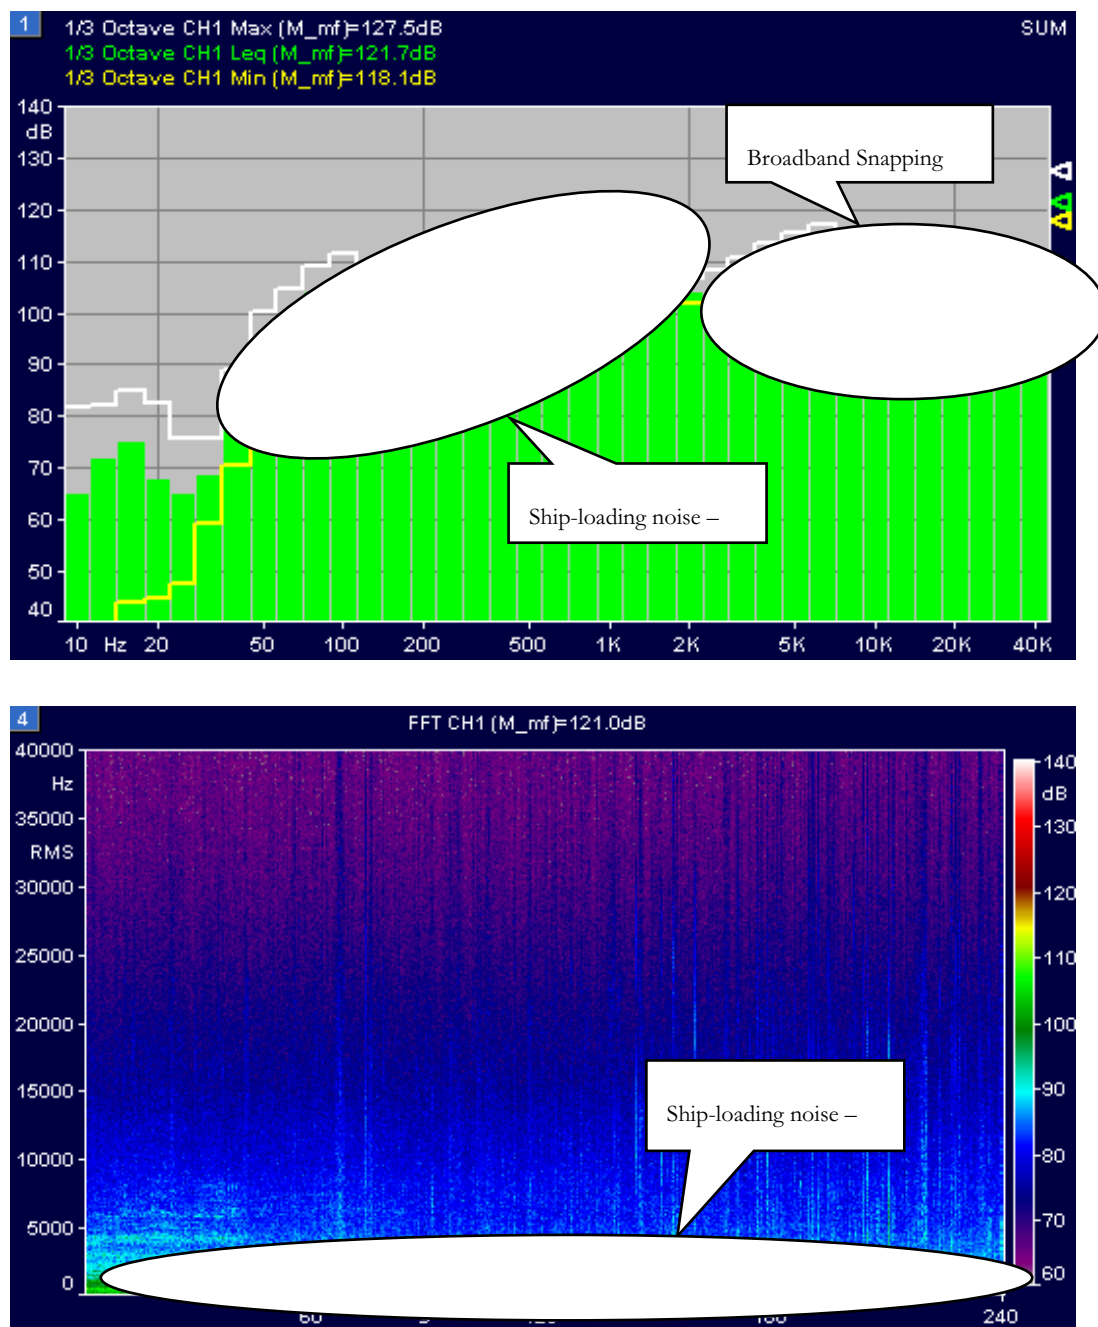 1
1/3 Octave CH1 Max (M_mf)=127.5dB
SUM
1/3 Octave CH1 Leq (M_mf)=121.7dB
1/3 Octave CH1 Min (M_mf)=118.1dB
140
dB
130
120
110
100
90
80
70
60
50
40
Broadband Snapping
Ship-loading noise –
10 Hz 20 50 100 200 500 1K 2K 5K 10K 20K 40K
4
FFT CH1 (M_mf)=121.0dB
40000
Hz
35000
RMS
30000
25000
20000
15000
10000
5000
0
Ship-loading noise –
140
dB
130
120
110
100
90
80
70
60
60 240